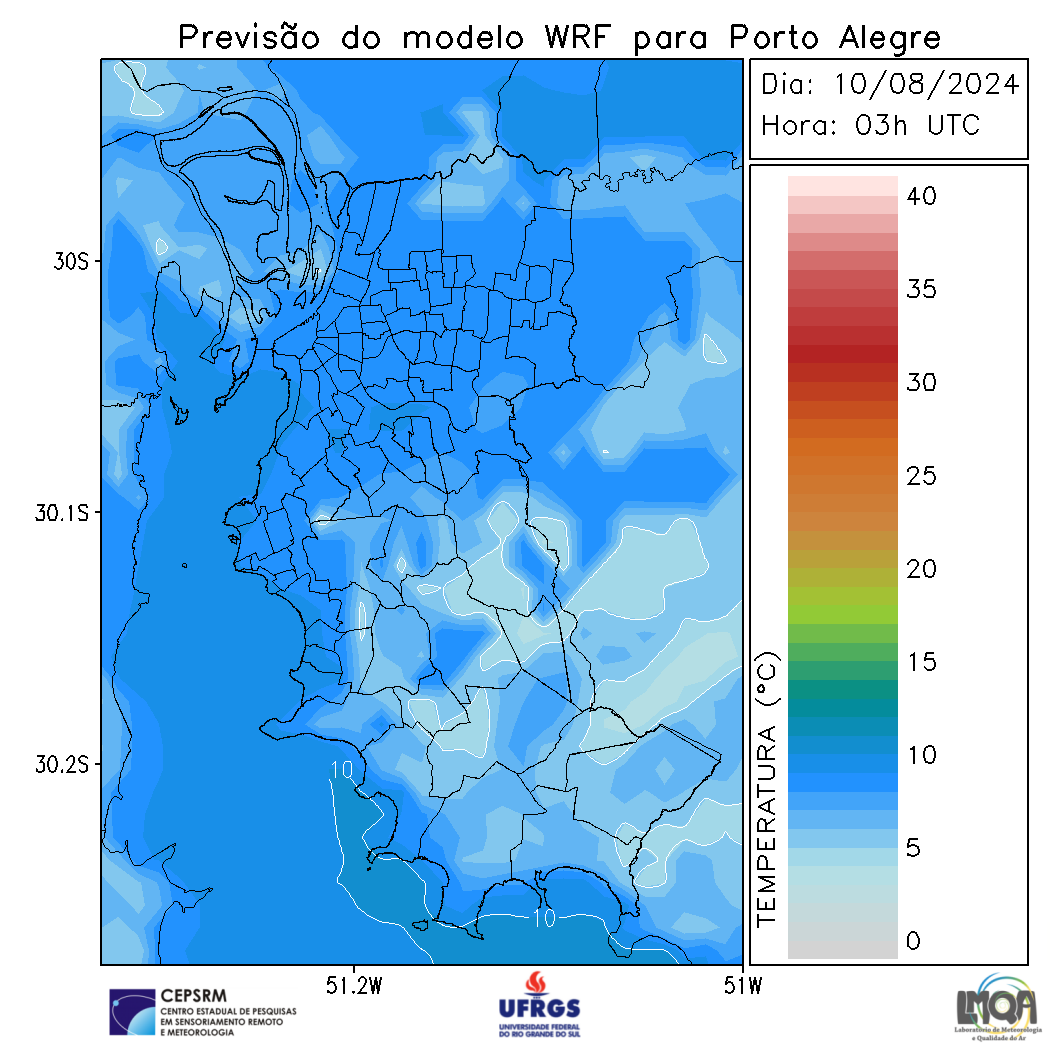 Previsão do modelo WRF para Porto Alegre
Dia: 10/08/2024
Hora: 03h UTC
40
35
30
25
20
15
10
5
0
TEMPERATURA (°C)
30S
30.1S
30.2S
10
10
51.2W
51W
CEPSRM
CENTRO ESTADUAL DE PESQUISAS
EM SENSORIAMENTO REMOTO
E METEOROLOGIA
UFRGS
UNIVERSIDADE FEDERAL
DO RIO GRANDE DO SUL
LMQA
Laboratório de Meteorologia
e Qualidade do Ar